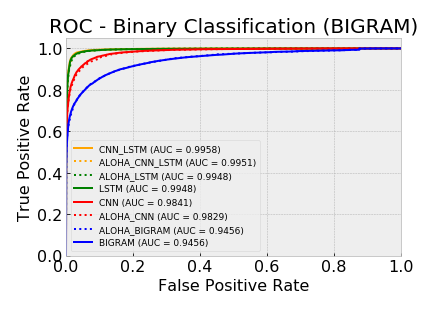 ROC - Binary Classification (BIGRAM)
True Positive Rate
1.0
0.8
0.6
0.4
0.2
0.0
CNN_LSTM (AUC = 0.9958)
ALOHA_CNN_LSTM (AUC = 0.9951)
ALOHA_LSTM (AUC = 0.9948)
LSTM (AUC = 0.9948)
CNN (AUC = 0.9841)
ALOHA_CNN (AUC = 0.9829)
ALOHA_BIGRAM (AUC = 0.9456)
BIGRAM (AUC = 0.9456)
0.0 0.2 0.4 0.6 0.8 1.0
False Positive Rate